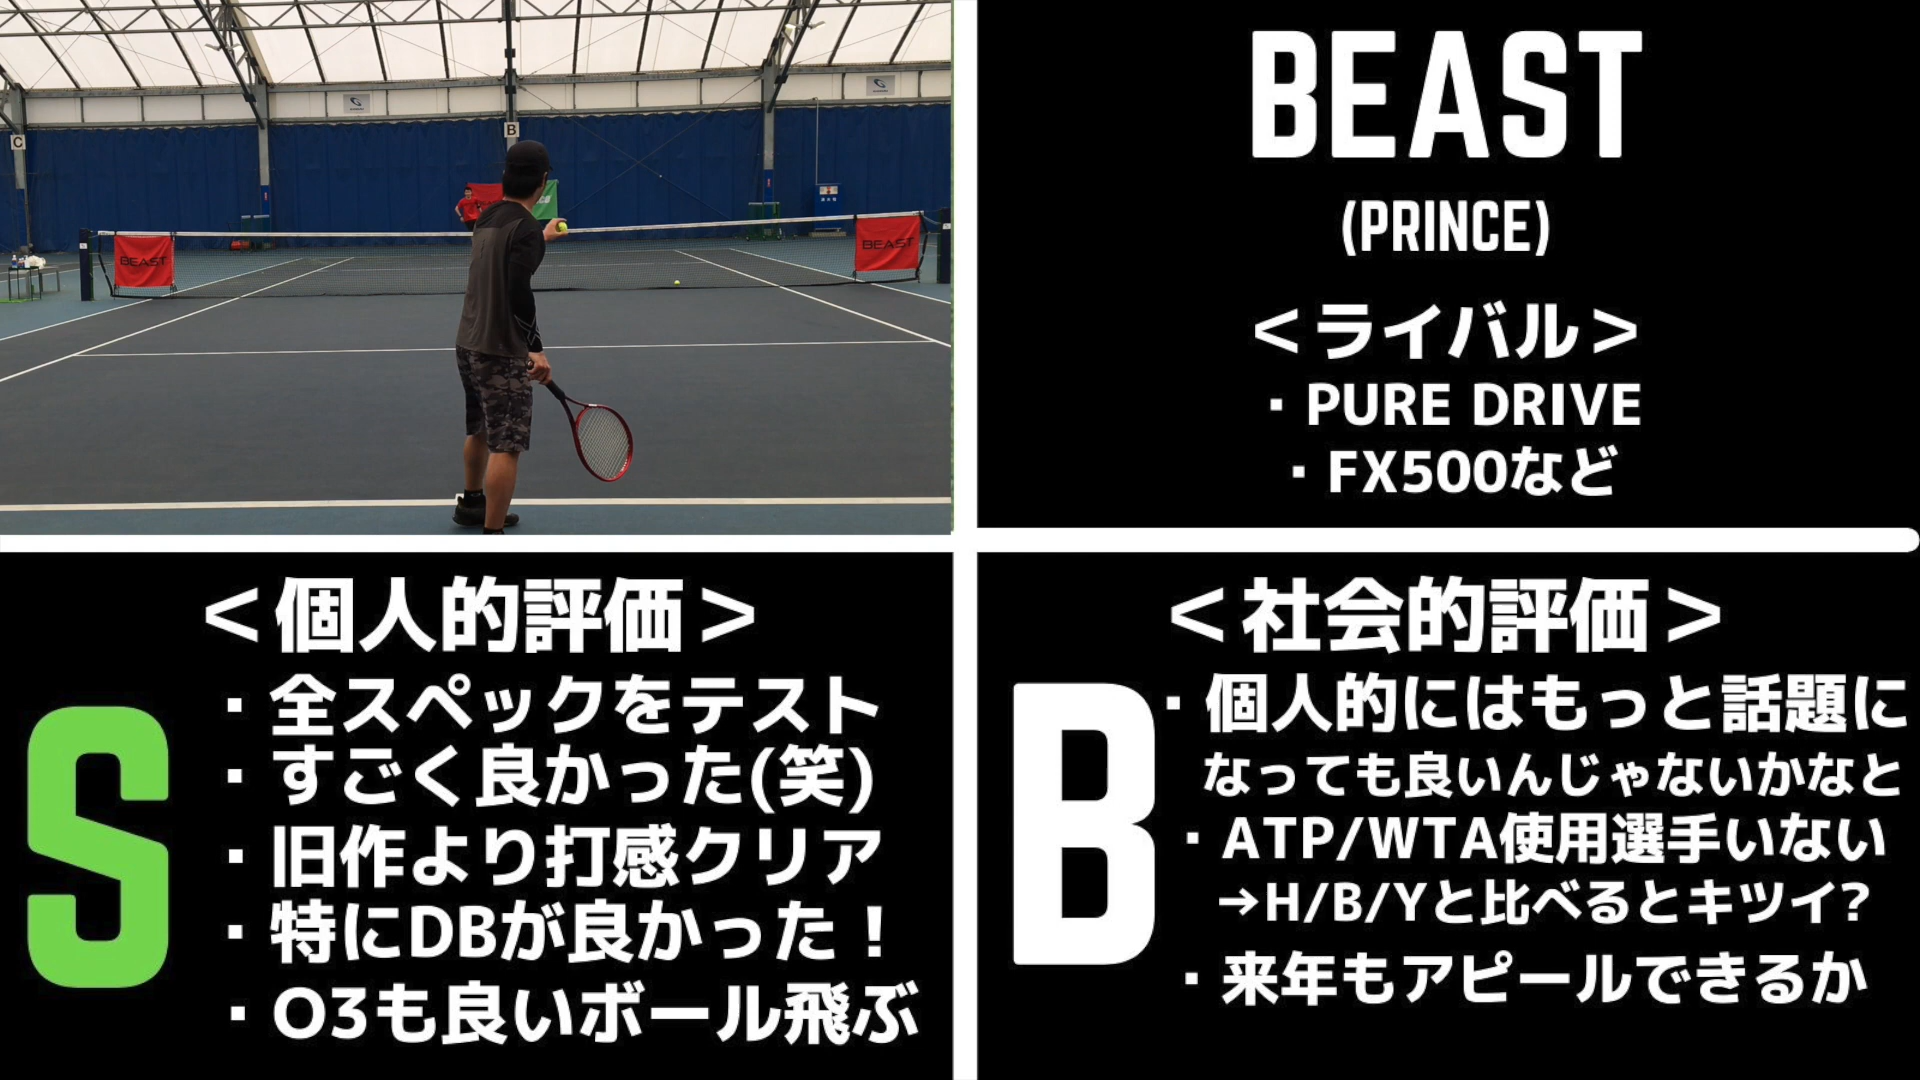 C
B
BEAST
BEAST
BEAST
(PRINCE)
＜ライバル＞
・PURE DRIVE
・FX500など
＜個人的評価＞
S
・全スペックをテスト
・すごく良かった(笑)
・旧作より打感クリア
・特にDBが良かった！
・O3も良いボール飛ぶ
＜社会的評価＞
B
・個人的にはもっと話題に
なっても良いんじゃないかなと
・ATP/WTA使用選手いない
→H/B/Yと比べるとキツイ?
・来年もアピールできるか